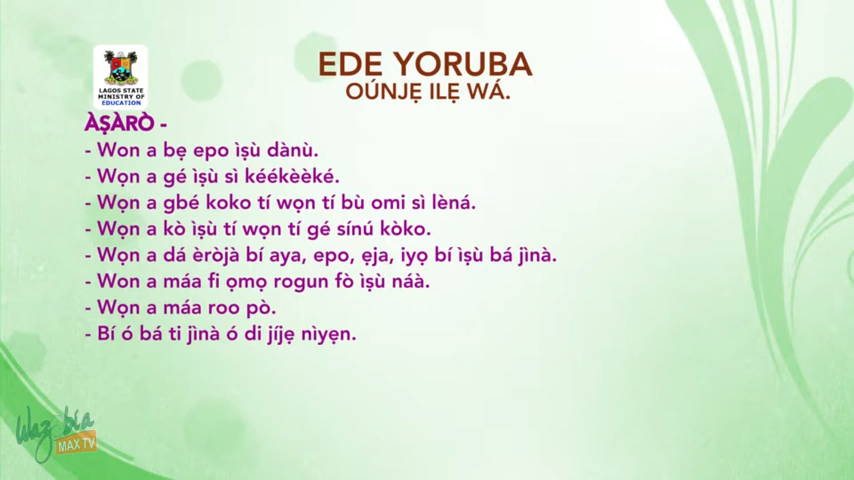 LAGOS STATE
MINISTRY OF
EDUCATION
EDE YORUBA
OÚNJẸ ILẸ WÁ.
ÀṢÀRÒ -
- Won a bẹ epo ìṣù dànù.
- Wọn a gé ìṣù sì kéékèèké.
- Wọn a gbé koko tí wọn tí bù omi sì lèná.
- Wọn a kò ìṣù tí wọn tí gé sínú kòko.
- Wọn a dá èròjà bí aya, epo, ẹja, iyọ bí ìṣù bá jìnà.
- Won a máa fi ọmọ rogun fò ìṣù náà.
- Wọn a máa roo pò.
- Bí ó bá ti jìnà ó di jíjẹ nìyẹn.
Waz bia
MAX TV